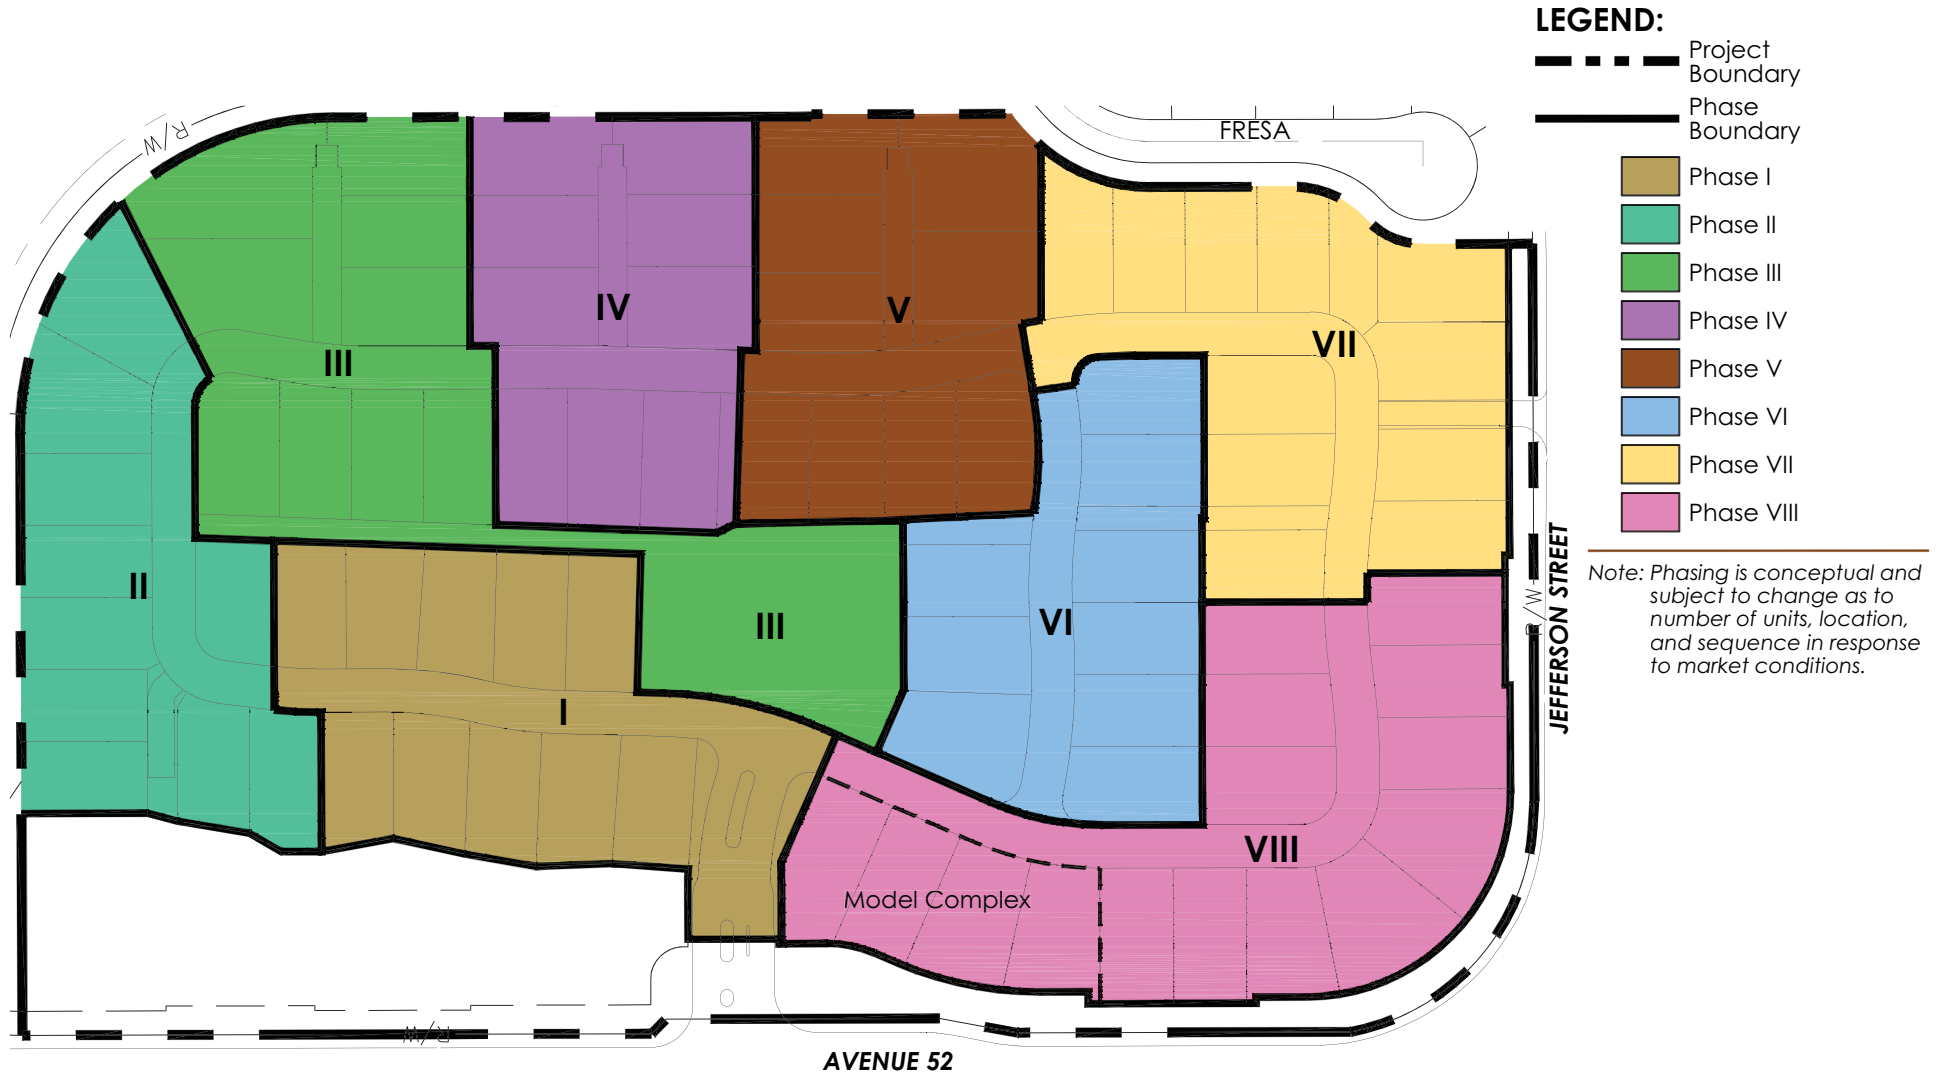 LEGEND:
Project
Boundary
Phase
Boundary
Phase I
Phase II
Phase III
Phase IV
Phase V
Phase VI
Phase VII
Phase VIII
Note: Phasing is conceptual and
subject to change as to
number of units, location,
and sequence in response
to market conditions.
R/W
FRESA
IV
V
VII
III
II
III
VI
I
VIII
Model Complex
R/W
JEFFERSON STREET
R/W
AVENUE 52